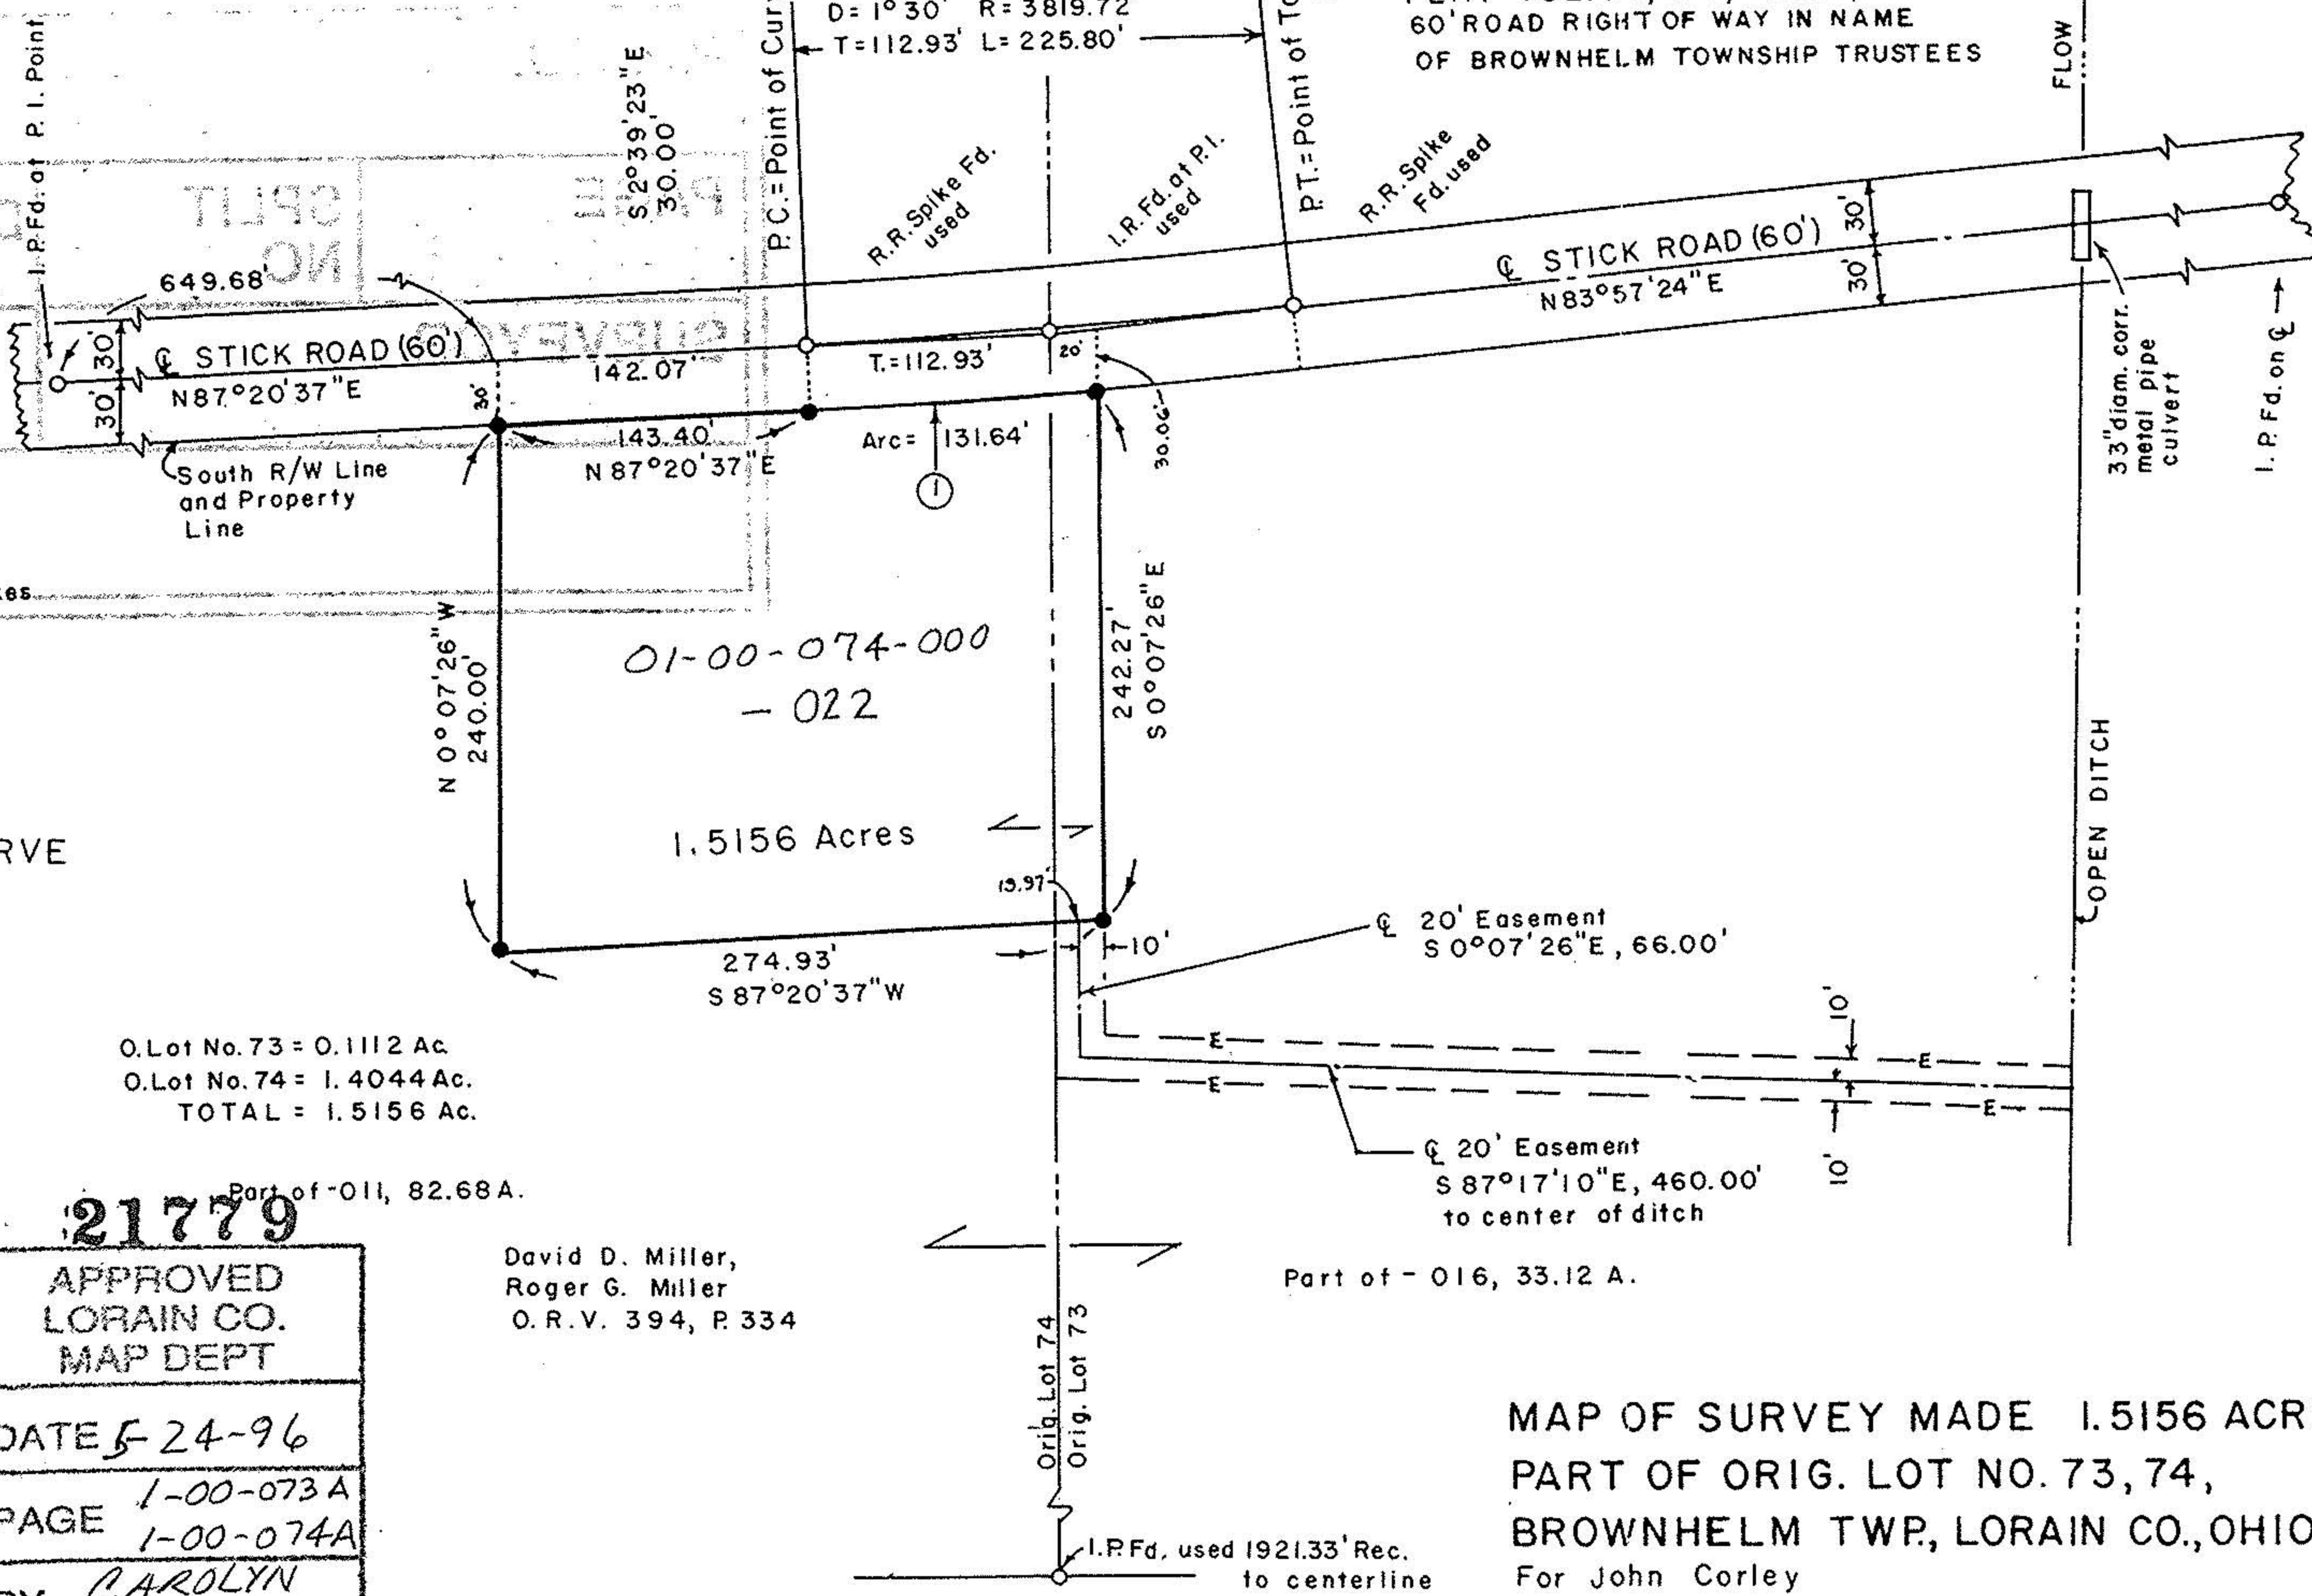 D=1°30' R=3819.72'
T=112.93' L=225.80'
60' ROAD RIGHT OF WAY IN NAME
OF BROWNHELM TOWNSHIP TRUSTEES
FLOW
I.P. Fd. at P.I. Point
S 2°39'23"E
30.00'
P.C.=Point of
P.T.=Point of
R.R. Spike Fd.
used
I.R. Fd. at P.I.
used
R.R. Spike
Fd. used
PAGE
SPLIT
NO
SURVEYOR
649.68'
℄ STICK ROAD (60')
N 87°20'37"E
30'
30'
142.07'
30'
T.=112.93'
20'
℄ STICK ROAD (60')
N 83°57'24"E
30'
30'
33" diam. corr.
metal pipe
culvert
I.P. Fd. on ℄
143.40'
N 87°20'37"E
Arc= 131.64'
1
30.06'
South R/W Line
and Property
Line
N 0°07'26"W
240.00'
01-00-074-000
- 022
242.27'
S 0°07'26"E
1.5156 Acres
RVE
OPEN DITCH
10'
274.93'
S 87°20'37"W
℄ 20' Easement
S 0°07'26"E, 66.00'
O.Lot No. 73 = 0.1112 Ac.
O.Lot No. 74 = 1.4044 Ac.
TOTAL = 1.5156 Ac.
E
E
E
E
10'
10'
℄ 20' Easement
S 87°17'10"E, 460.00'
to center of ditch
Part of -011, 82.68 A.
21779
APPROVED
LORAIN CO.
MAP DEPT
DATE 5-24-96
PAGE 1-00-073A
1-00-074A
CAROLYN
David D. Miller,
Roger G. Miller
O.R.V. 394, P. 334
Part of - 016, 33.12 A.
Orig. Lot 74
Orig. Lot 73
I.P. Fd. used 1921.33' Rec.
to centerline
MAP OF SURVEY MADE 1.5156 ACR
PART OF ORIG. LOT NO. 73, 74,
BROWNHELM TWP., LORAIN CO., OHIO
For John Corley